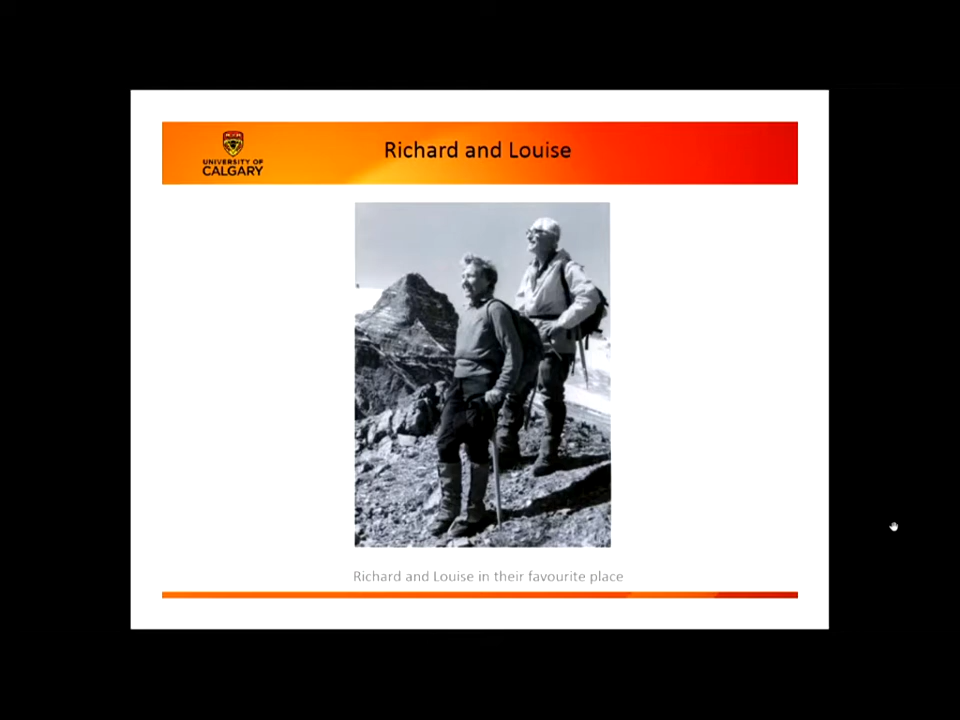 UNIVERSITY OF
CALGARY
Richard and Louise
Richard and Louise in their favourite place